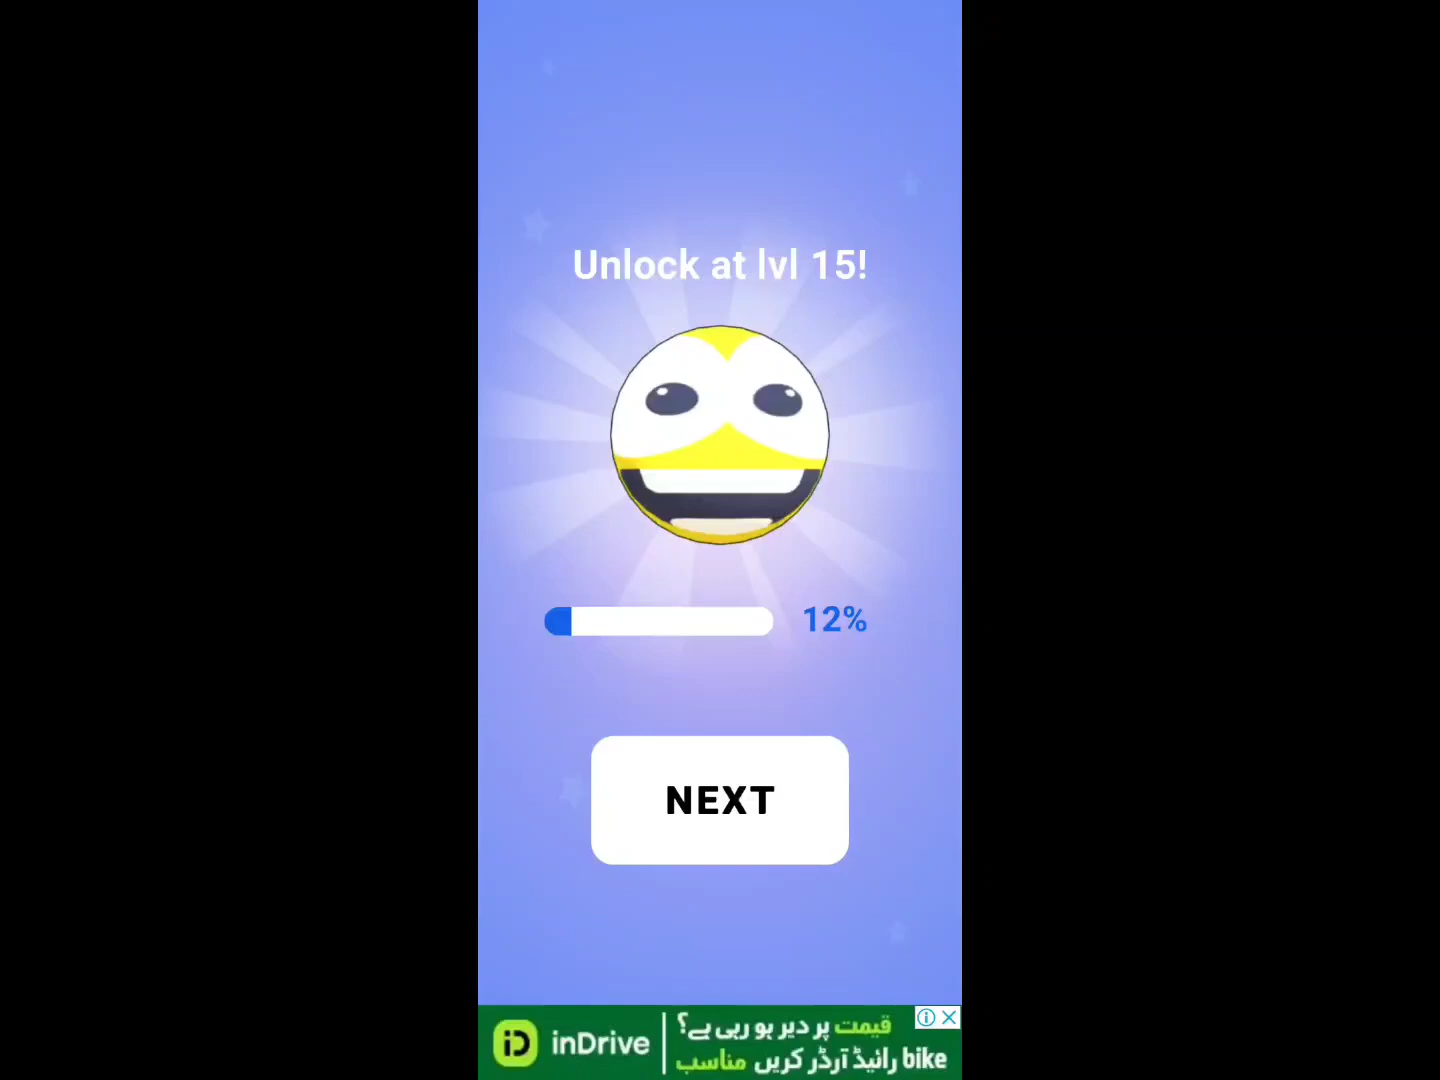 Unlock at lvl 15!
12%
NEXT
inDrive
قیمت پر دیر ہو رہی ہے؟
مناسب bike رائیڈ آرڈر کریں